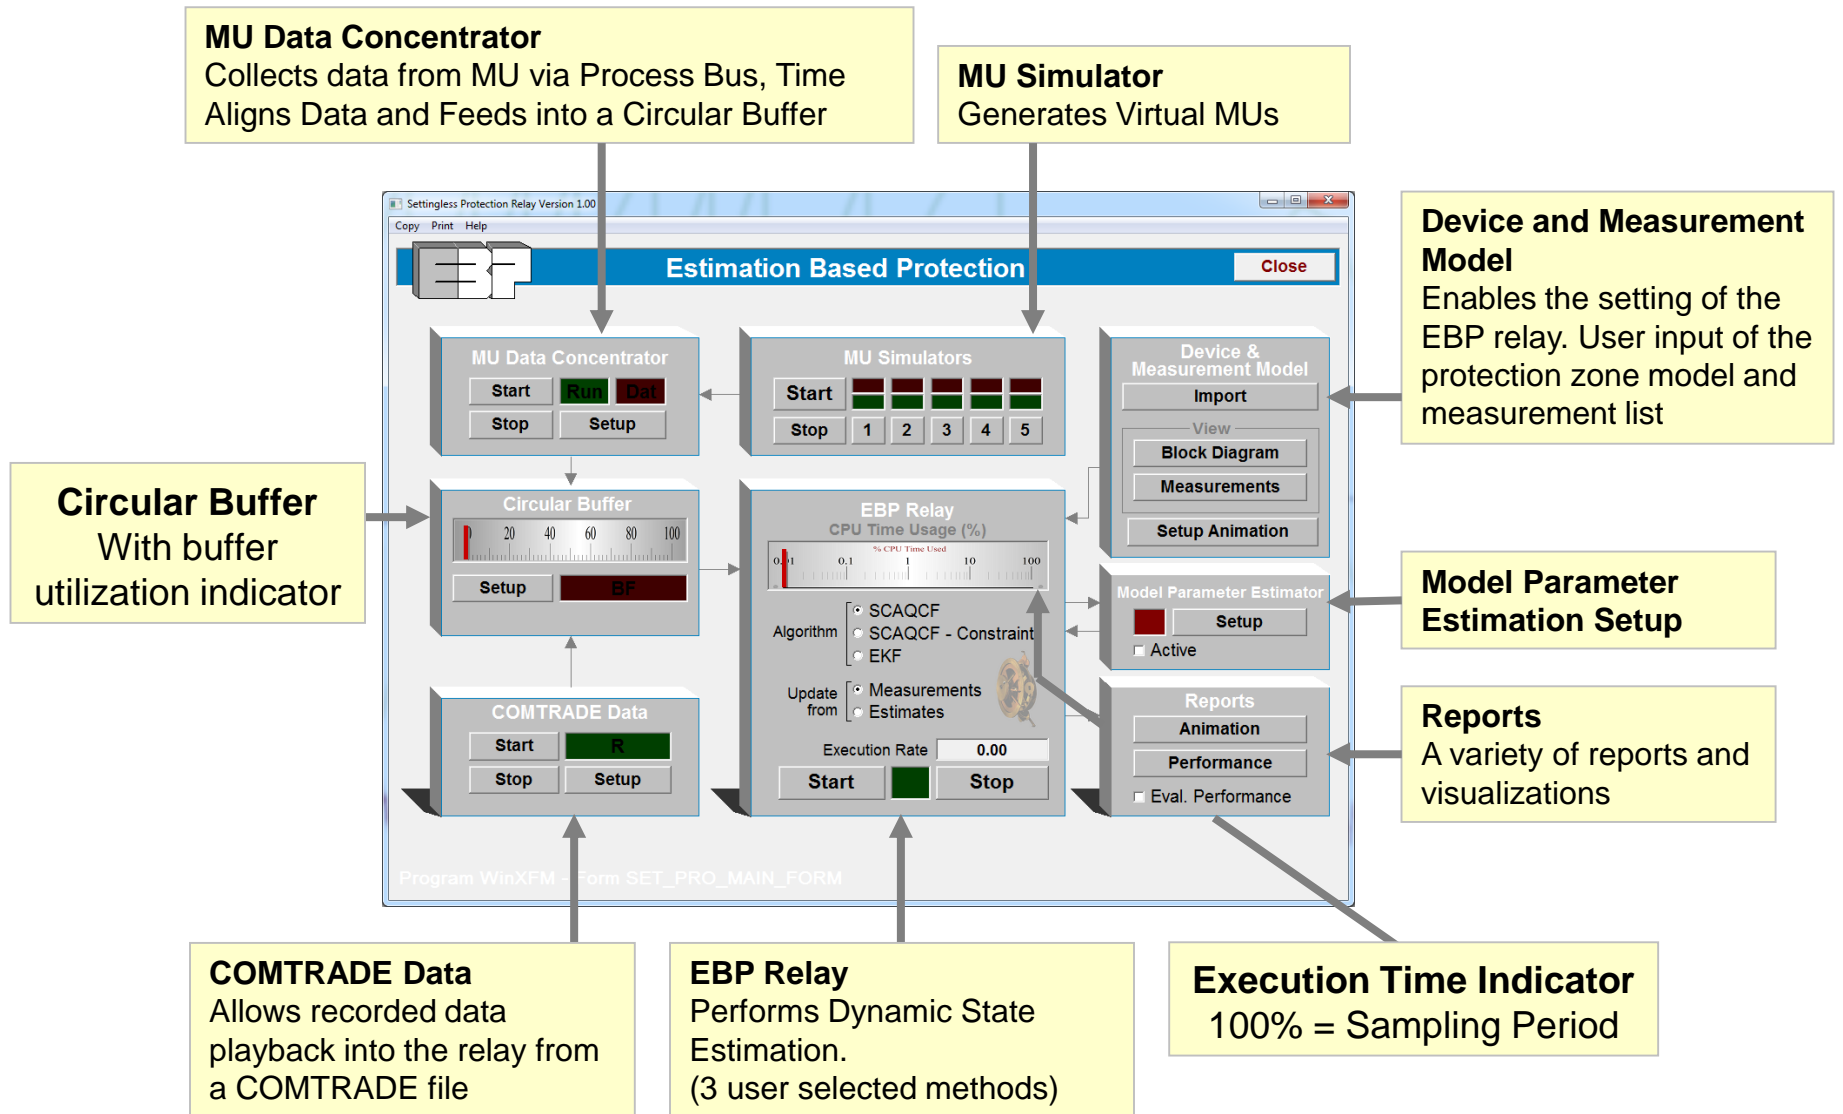 MU Data Concentrator
Collects data from MU via Process Bus, Time
Aligns Data and Feeds into a Circular Buffer
MU Simulator
Generates Virtual MUs
Settingless Protection Relay Version 1.00
Copy Print Help
EBP
Estimation Based Protection
Close
Device and Measurement
Model
Enables the setting of the
EBP relay. User input of the
protection zone model and
measurement list
MU Data Concentrator
Start Run Dat
Stop Setup
MU Simulators
Start
Stop 1 2 3 4 5
Device &
Measurement Model
Import
View
Block Diagram
Measurements
Setup Animation
Circular Buffer
With buffer
utilization indicator
Circular Buffer
0 20 40 60 80 100
Setup BF
EBP Relay
CPU Time Usage (%)
% CPU Time Used
0.01 0.1 1 10 100
Algorithm
SCAQCF
SCAQCF - Constraint
EKF
Update
from
Measurements
Estimates
Execution Rate 0.00
Start Stop
Model Parameter Estimator
Setup
Active
Model Parameter
Estimation Setup
COMTRADE Data
Start R
Stop Setup
Reports
Animation
Performance
Eval. Performance
Reports
A variety of reports and
visualizations
Program WinXFM - Form SET_PRO_MAIN_FORM
COMTRADE Data
Allows recorded data
playback into the relay from
a COMTRADE file
EBP Relay
Performs Dynamic State
Estimation.
(3 user selected methods)
Execution Time Indicator
100% = Sampling Period